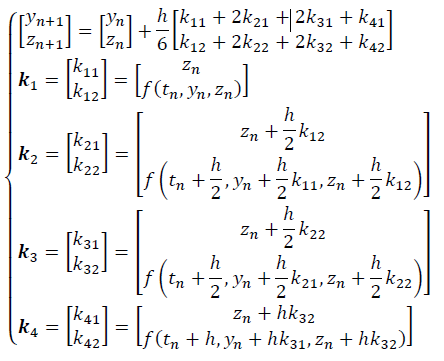 [y_{n+1}; z_{n+1}] = [y_n; z_n] + h/6 [k_{11} + 2k_{21} + |2k_{31} + k_{41}; k_{12} + 2k_{22} + 2k_{32} + k_{42}]
k_1 = [k_{11}; k_{12}] = [z_n; f(t_n, y_n, z_n)]
k_2 = [k_{21}; k_{22}] = [z_n + h/2 k_{12}; f(t_n + h/2, y_n + h/2 k_{11}, z_n + h/2 k_{12})]
k_3 = [k_{31}; k_{32}] = [z_n + h/2 k_{22}; f(t_n + h/2, y_n + h/2 k_{21}, z_n + h/2 k_{22})]
k_4 = [k_{41}; k_{42}] = [z_n + hk_{32}; f(t_n + h, y_n + hk_{31}, z_n + hk_{32})]